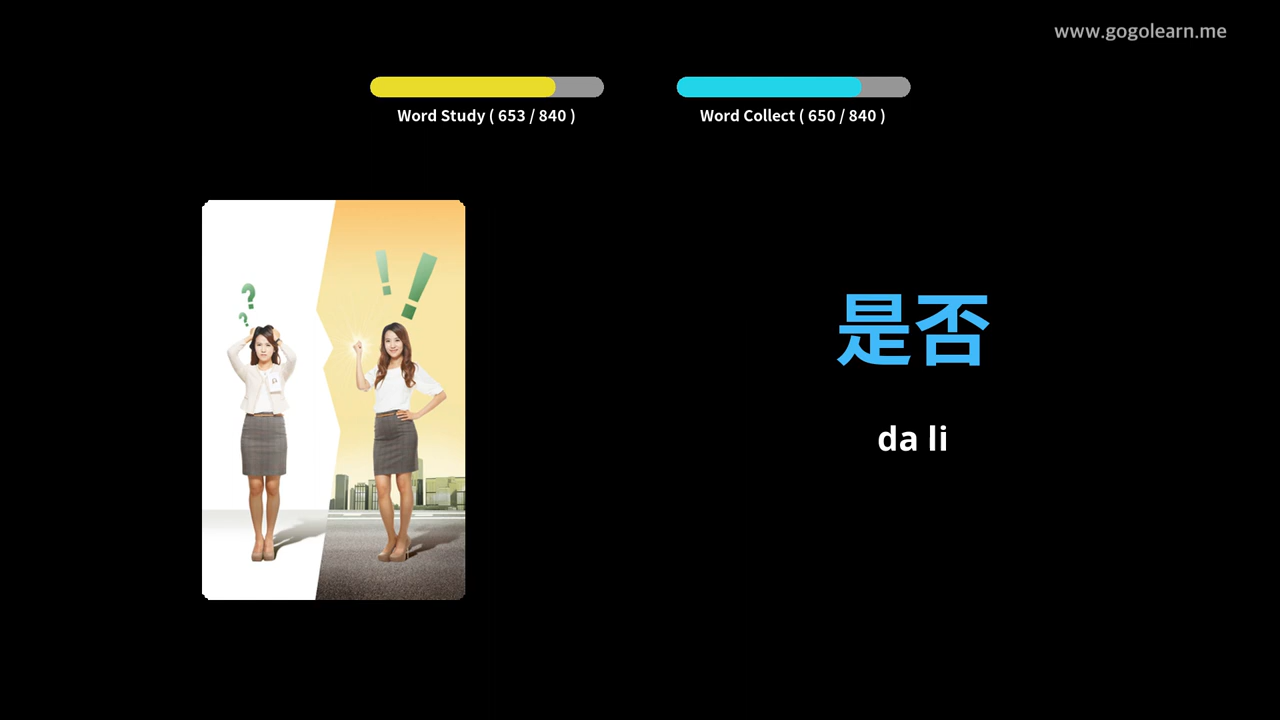 www.gogolearn.me
Word Study ( 653 / 840 )
Word Collect ( 650 / 840 )
? ?
! !
是否
da li